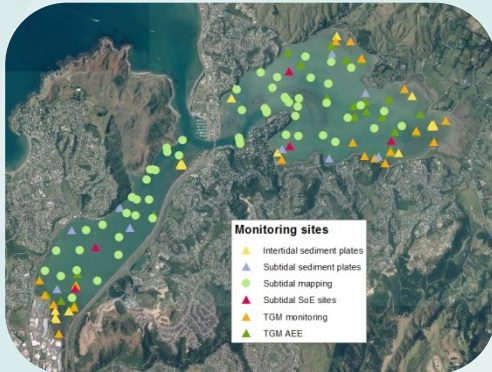 Monitoring sites
Intertidal sediment plates
Subtidal sediment plates
Subtidal mapping
Subtidal SoE sites
TGM monitoring
TGM AEE